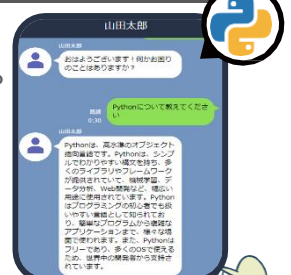 山田太郎
山田太郎
おはようございます！何かお困り
のことはありますか？
既読
0:30
Pythonについて教えてくださ
い
山田太郎
Pythonは、高水準のオブジェクト
指向言語です。Pythonは、シンプ
ルでわかりやすい構文を持ち、多
くのライブラリやフレームワーク
が提供されていて、機械学習、デ
ータ分析、Web開発など、幅広い
用途に使用されています。Python
はプログラミングの初心者でも扱
いやすい言語として知られてお
り、簡単なプログラムから複雑な
アプリケーションまで、様々な場
面で使われます。また、Pythonは
フリーであり、多くのOSで使える
ため、世界中の開発者から支持さ
れています。